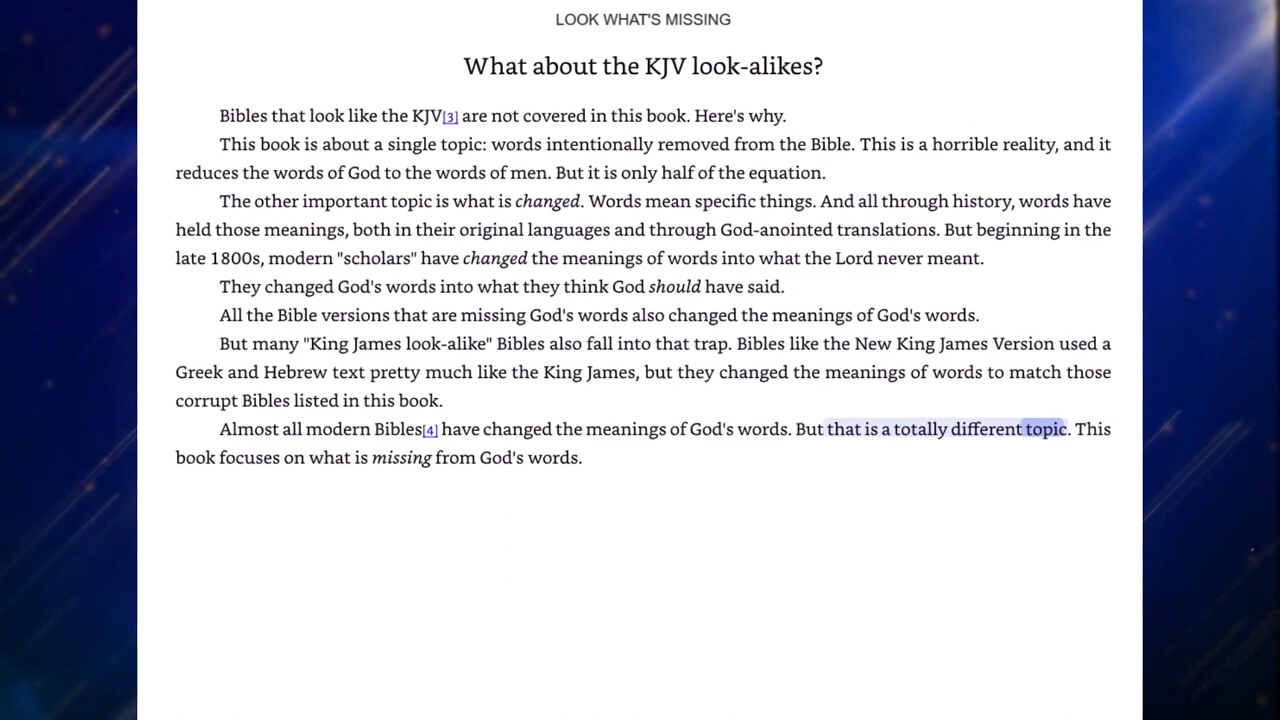 LOOK WHAT'S MISSING
What about the KJV look-alikes?
Bibles that look like the KJV[3] are not covered in this book. Here's why.
This book is about a single topic: words intentionally removed from the Bible. This is a horrible reality, and it
reduces the words of God to the words of men. But it is only half of the equation.
The other important topic is what is changed. Words mean specific things. And all through history, words have
held those meanings, both in their original languages and through God-anointed translations. But beginning in the
late 1800s, modern "scholars" have changed the meanings of words into what the Lord never meant.
They changed God's words into what they think God should have said.
All the Bible versions that are missing God's words also changed the meanings of God's words.
But many "King James look-alike" Bibles also fall into that trap. Bibles like the New King James Version used a
Greek and Hebrew text pretty much like the King James, but they changed the meanings of words to match those
corrupt Bibles listed in this book.
Almost all modern Bibles[4] have changed the meanings of God's words. But that is a totally different topic. This
book focuses on what is missing from God's words.